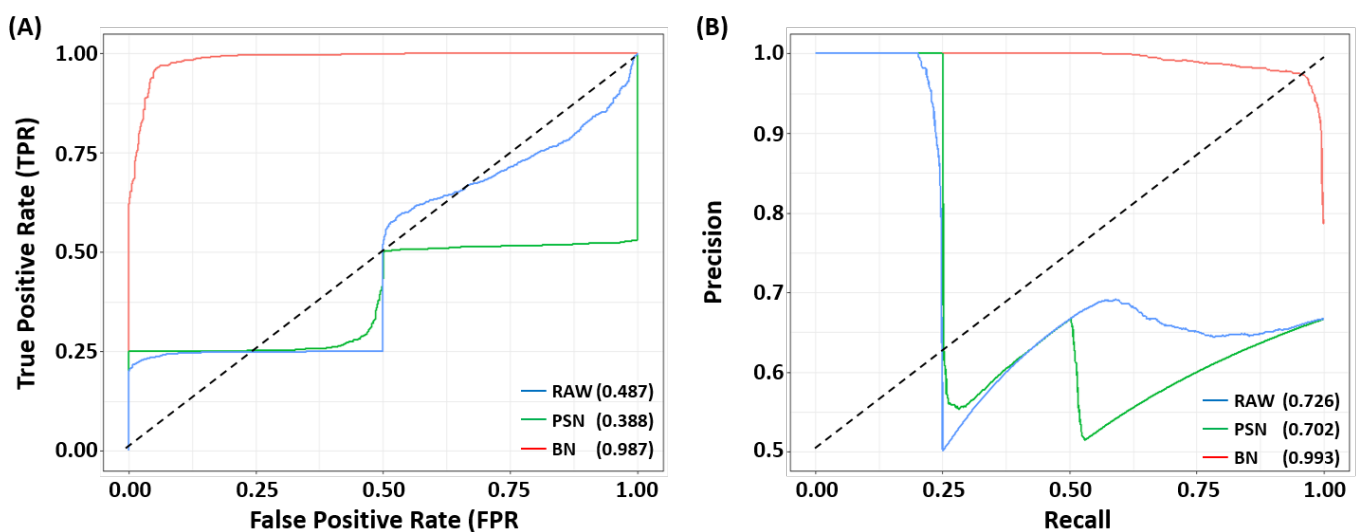 (A)
True Positive Rate (TPR)
1.00
0.75
0.50
0.25
0.00
RAW (0.487)
PSN (0.388)
BN (0.987)
0.00 0.25 0.50 0.75 1.00
False Positive Rate (FPR
(B)
Precision
1.0
0.9
0.8
0.7
0.6
0.5
RAW (0.726)
PSN (0.702)
BN (0.993)
0.00 0.25 0.50 0.75 1.00
Recall